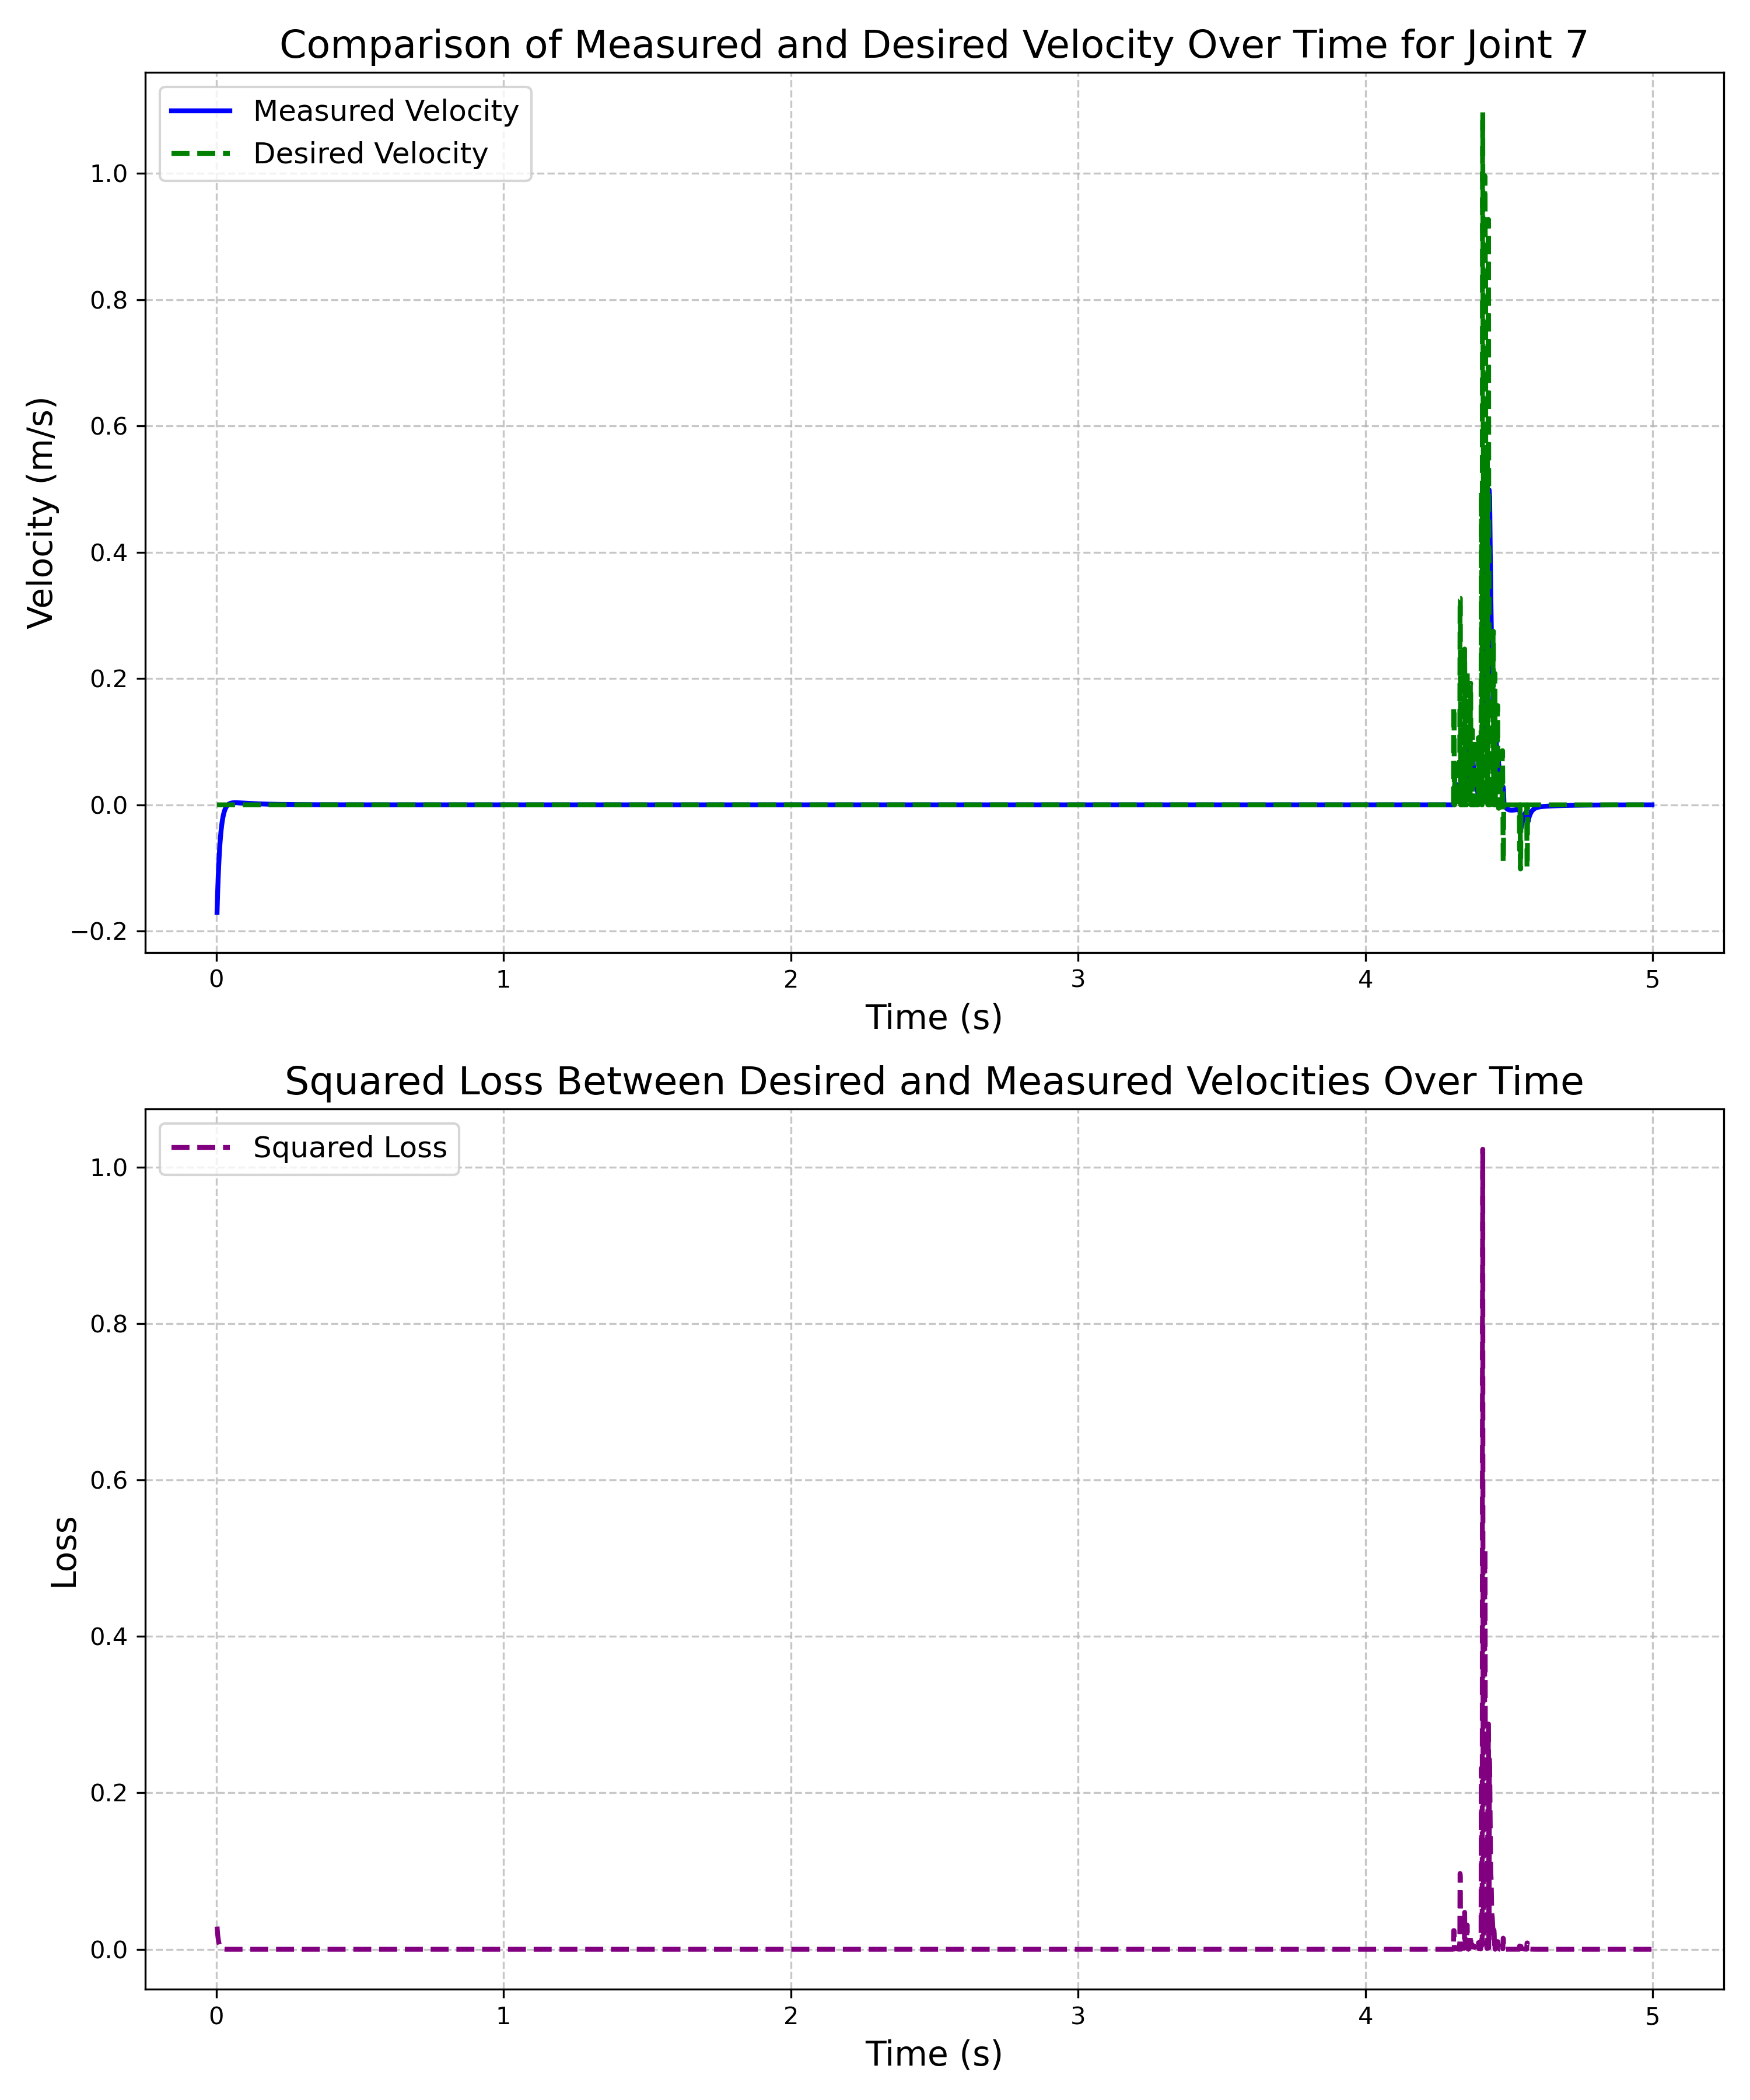 Comparison of Measured and Desired Velocity Over Time for Joint 7
Measured Velocity
Desired Velocity
1.0
0.8
0.6
0.4
0.2
0.0
−0.2
Velocity (m/s)
0 1 2 3 4 5
Time (s)
Squared Loss Between Desired and Measured Velocities Over Time
Squared Loss
1.0
0.8
0.6
0.4
0.2
0.0
Loss
0 1 2 3 4 5
Time (s)